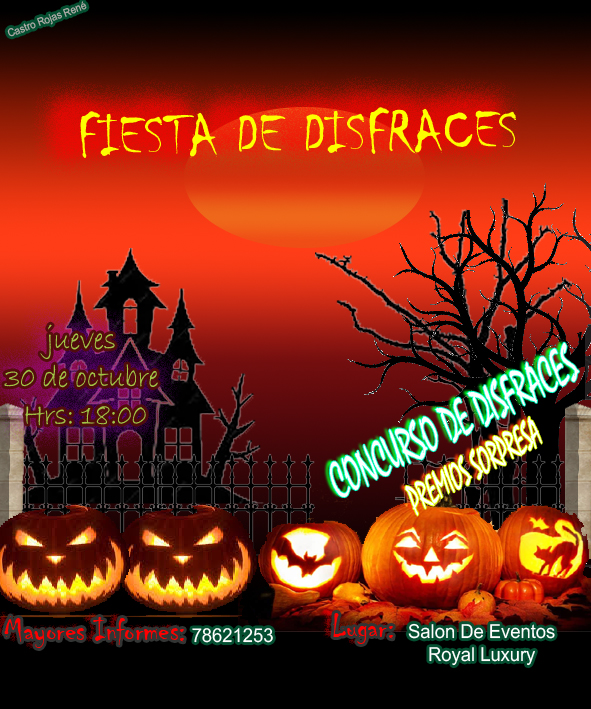 Castro Rojas René
FIESTA DE DISFRACES
jueves
30 de octubre
Hrs: 18:00
CONCURSO DE DISFRACES
PREMIOS SORPRESA
Mayores Informes: 78621253
Lugar: Salon De Eventos
Royal Luxury